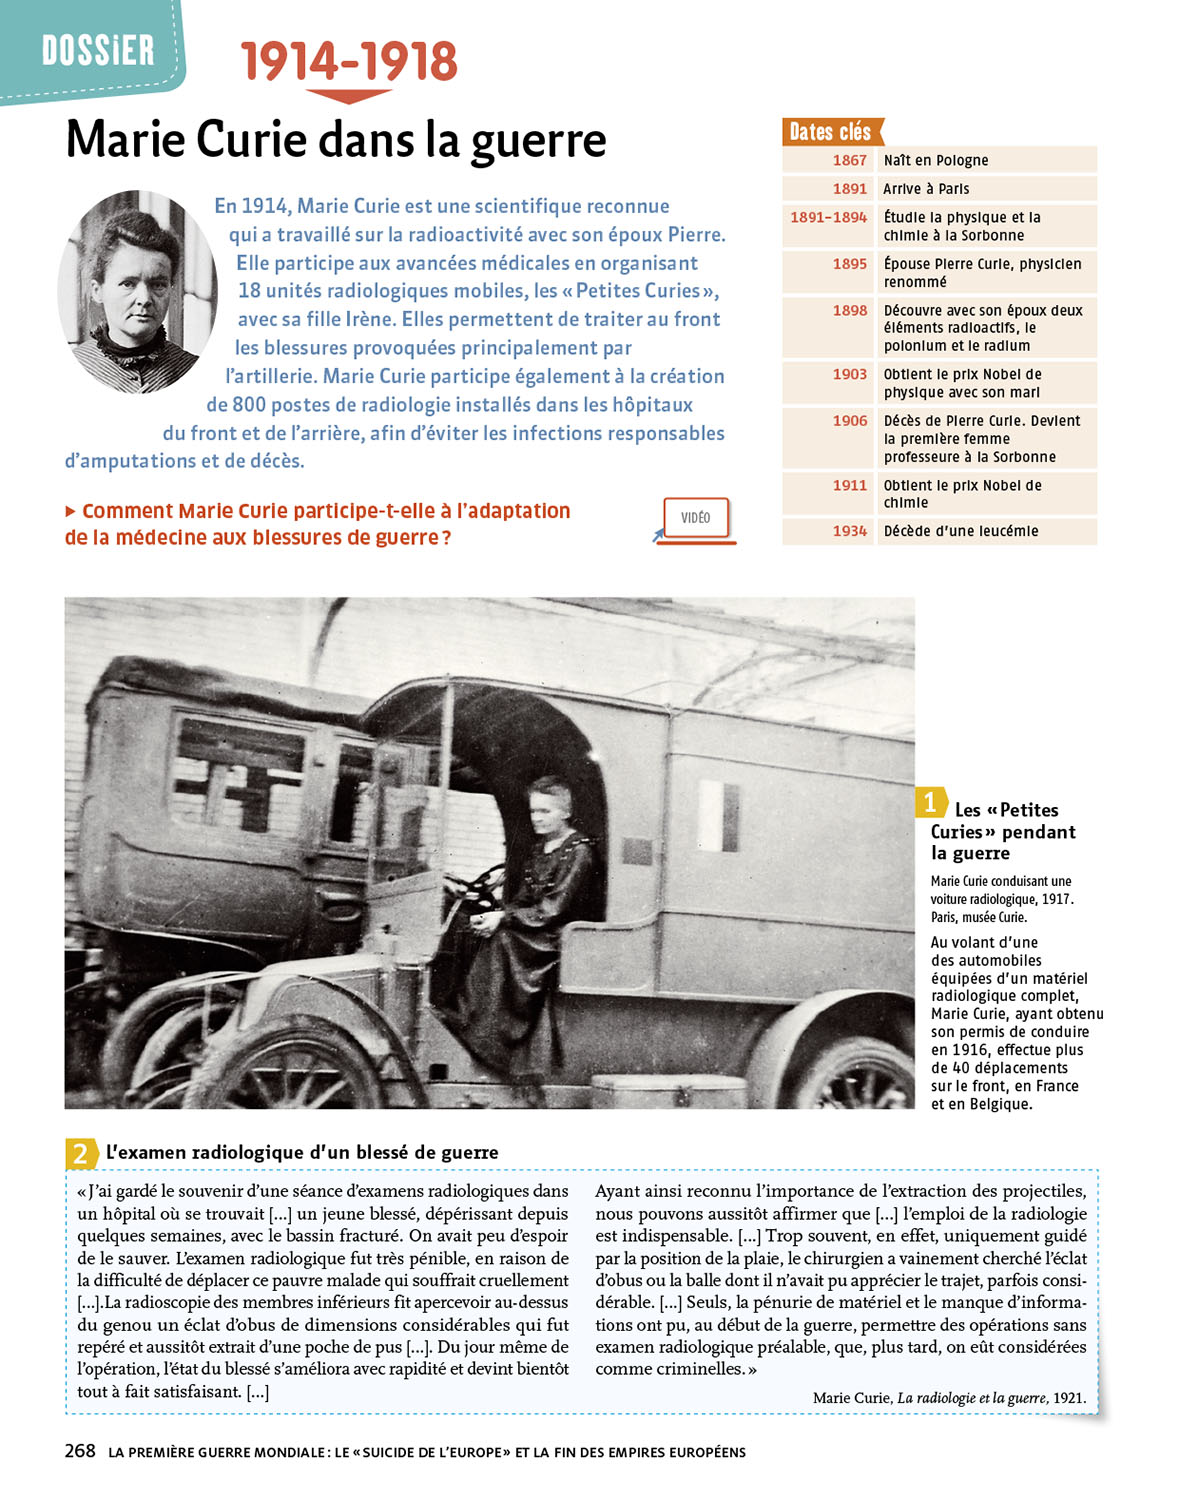 DOSSiER
1914-1918
Marie Curie dans la guerre
En 1914, Marie Curie est une scientifique reconnue
qui a travaillé sur la radioactivité avec son époux Pierre.
Elle participe aux avancées médicales en organisant
18 unités radiologiques mobiles, les « Petites Curies »,
avec sa fille Irène. Elles permettent de traiter au front
les blessures provoquées principalement par
l'artillerie. Marie Curie participe également à la création
de 800 postes de radiologie installés dans les hôpitaux
du front et de l'arrière, afin d'éviter les infections responsables
d'amputations et de décès.
▶ Comment Marie Curie participe-t-elle à l'adaptation
de la médecine aux blessures de guerre ?
VIDÉO
Dates clés
1867 Naît en Pologne
1891 Arrive à Paris
1891-1894 Étudie la physique et la
chimie à la Sorbonne
1895 Épouse Pierre Curie, physicien
renommé
1898 Découvre avec son époux deux
éléments radioactifs, le
polonium et le radium
1903 Obtient le prix Nobel de
physique avec son mari
1906 Décès de Pierre Curie. Devient
la première femme
professeure à la Sorbonne
1911 Obtient le prix Nobel de
chimie
1934 Décède d'une leucémie
1 Les « Petites
Curies » pendant
la guerre
Marie Curie conduisant une
voiture radiologique, 1917.
Paris, musée Curie.
Au volant d'une
des automobiles
équipées d'un matériel
radiologique complet,
Marie Curie, ayant obtenu
son permis de conduire
en 1916, effectue plus
de 40 déplacements
sur le front, en France
et en Belgique.
2 L'examen radiologique d'un blessé de guerre
« J'ai gardé le souvenir d'une séance d'examens radiologiques dans
un hôpital où se trouvait [...] un jeune blessé, dépérissant depuis
quelques semaines, avec le bassin fracturé. On avait peu d'espoir
de le sauver. L'examen radiologique fut très pénible, en raison de
la difficulté de déplacer ce pauvre malade qui souffrait cruellement
[...].La radioscopie des membres inférieurs fit apercevoir au-dessus
du genou un éclat d'obus de dimensions considérables qui fut
repéré et aussitôt extrait d'une poche de pus [...]. Du jour même de
l'opération, l'état du blessé s'améliora avec rapidité et devint bientôt
tout à fait satisfaisant. [...]
Ayant ainsi reconnu l'importance de l'extraction des projectiles,
nous pouvons aussitôt affirmer que [...] l'emploi de la radiologie
est indispensable. [...] Trop souvent, en effet, uniquement guidé
par la position de la plaie, le chirurgien a vainement cherché l'éclat
d'obus ou la balle dont il n'avait pu apprécier le trajet, parfois consi-
dérable. [...] Seuls, la pénurie de matériel et le manque d'informa-
tions ont pu, au début de la guerre, permettre des opérations sans
examen radiologique préalable, que, plus tard, on eût considérées
comme criminelles. »
Marie Curie, La radiologie et la guerre, 1921.
268 LA PREMIÈRE GUERRE MONDIALE : LE « SUICIDE DE L'EUROPE » ET LA FIN DES EMPIRES EUROPÉENS